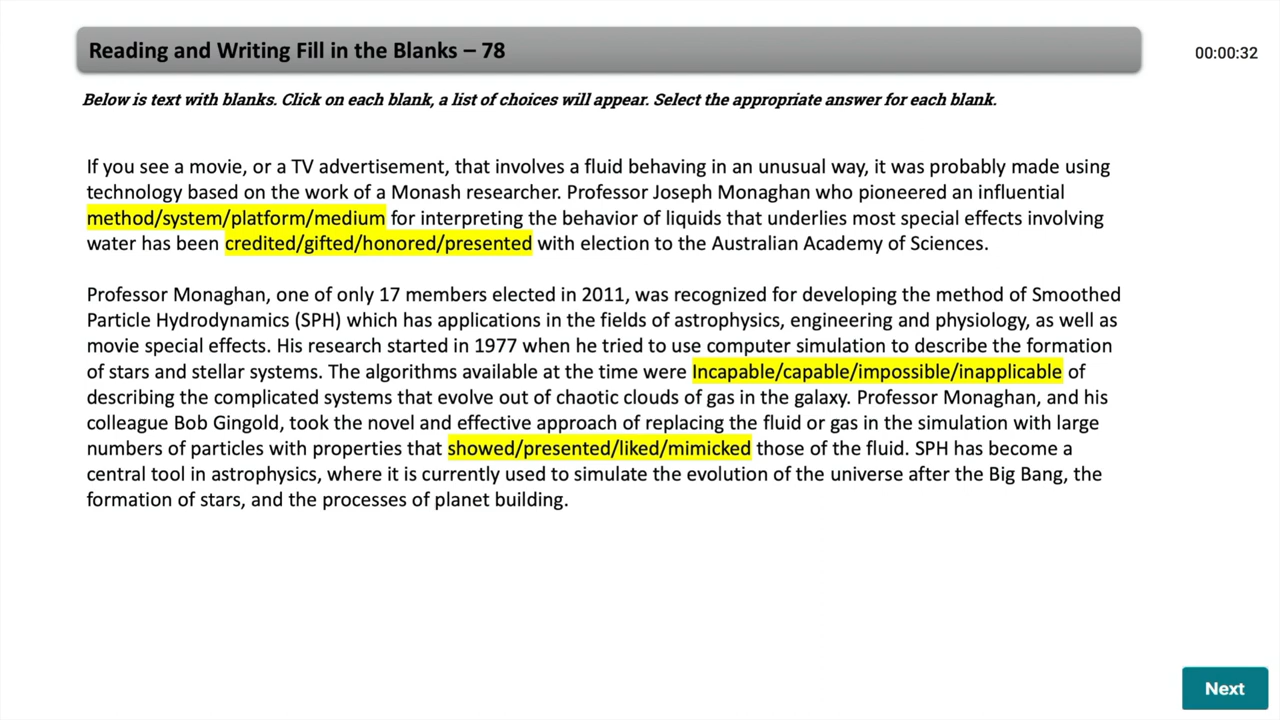 Reading and Writing Fill in the Blanks – 78
00:00:32
Below is text with blanks. Click on each blank, a list of choices will appear. Select the appropriate answer for each blank.
If you see a movie, or a TV advertisement, that involves a fluid behaving in an unusual way, it was probably made using
technology based on the work of a Monash researcher. Professor Joseph Monaghan who pioneered an influential
method/system/platform/medium for interpreting the behavior of liquids that underlies most special effects involving
water has been credited/gifted/honored/presented with election to the Australian Academy of Sciences.
Professor Monaghan, one of only 17 members elected in 2011, was recognized for developing the method of Smoothed
Particle Hydrodynamics (SPH) which has applications in the fields of astrophysics, engineering and physiology, as well as
movie special effects. His research started in 1977 when he tried to use computer simulation to describe the formation
of stars and stellar systems. The algorithms available at the time were Incapable/capable/impossible/inapplicable of
describing the complicated systems that evolve out of chaotic clouds of gas in the galaxy. Professor Monaghan, and his
colleague Bob Gingold, took the novel and effective approach of replacing the fluid or gas in the simulation with large
numbers of particles with properties that showed/presented/liked/mimicked those of the fluid. SPH has become a
central tool in astrophysics, where it is currently used to simulate the evolution of the universe after the Big Bang, the
formation of stars, and the processes of planet building.
Next